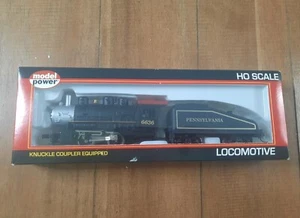 model
power
HO SCALE
PENNSYLVANIA
KNUCKLE COUPLER EQUIPPED
LOCOMOTIVE